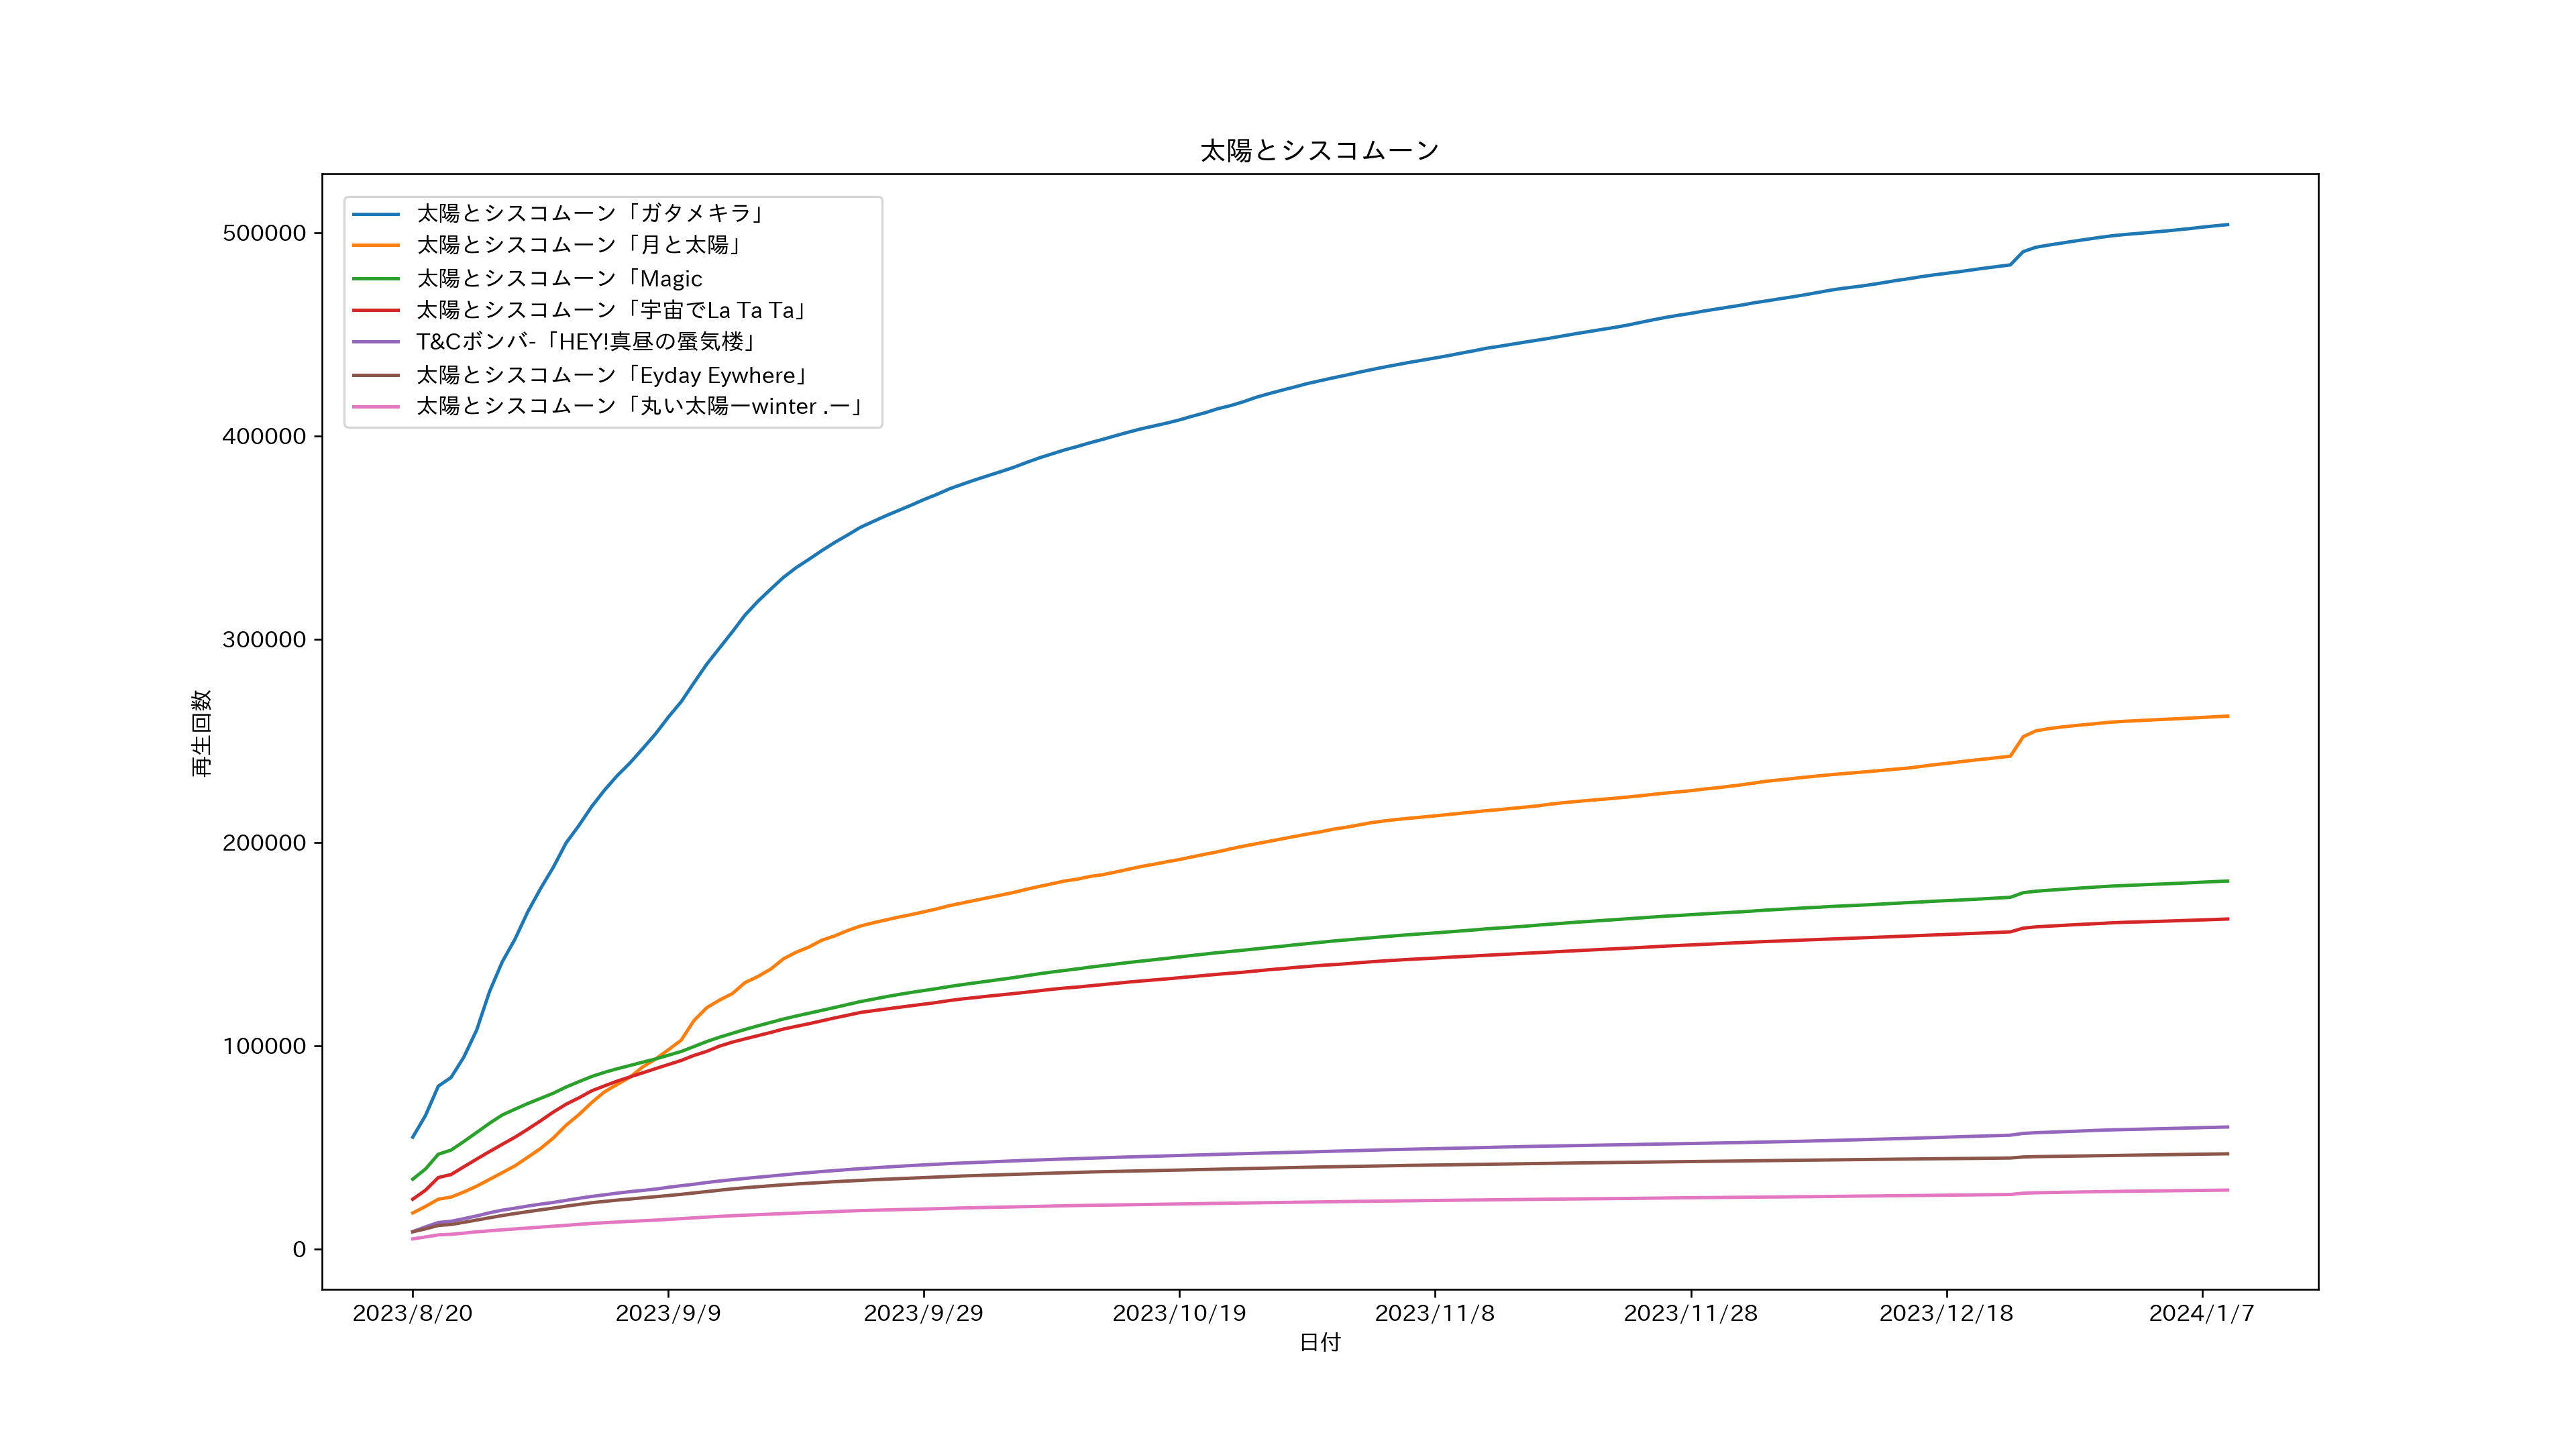 太陽とシスコムーン
太陽とシスコムーン「ガタメキラ」
太陽とシスコムーン「月と太陽」
太陽とシスコムーン「Magic
太陽とシスコムーン「宇宙でLa Ta Ta」
T&Cボンバ-「HEY!真昼の蜃気楼」
太陽とシスコムーン「Eyday Eywhere」
太陽とシスコムーン「丸い太陽ーwinter .ー」
500000
400000
300000
200000
100000
0
再生回数
2023/8/20 2023/9/9 2023/9/29 2023/10/19 2023/11/8 2023/11/28 2023/12/18 2024/1/7
日付